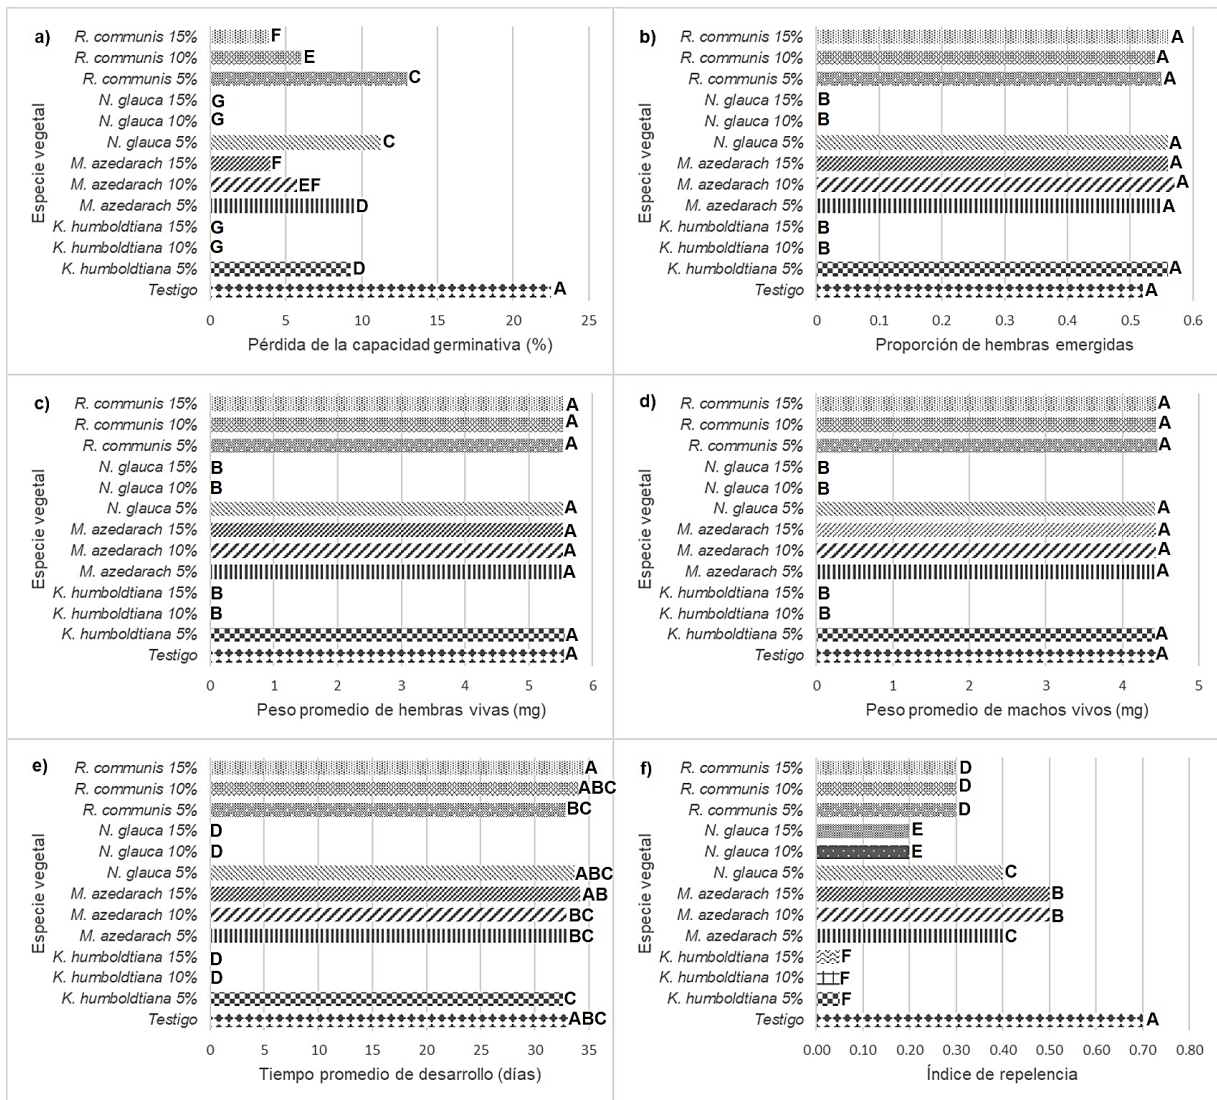 a)
Especie vegetal
R. communis 15% F
R. communis 10% E
R. communis 5% C
N. glauca 15% G
N. glauca 10% G
N. glauca 5% C
M. azedarach 15% F
M. azedarach 10% EF
M. azedarach 5% D
K. humboldtiana 15% G
K. humboldtiana 10% G
K. humboldtiana 5% D
Testigo A
0 5 10 15 20 25
Pérdida de la capacidad germinativa (%)
b)
Especie vegetal
R. communis 15% A
R. communis 10% A
R. communis 5% A
N. glauca 15% B
N. glauca 10% B
N. glauca 5% A
M. azedarach 15% A
M. azedarach 10% A
M. azedarach 5% A
K. humboldtiana 15% B
K. humboldtiana 10% B
K. humboldtiana 5% A
Testigo A
0 0.1 0.2 0.3 0.4 0.5 0.6
Proporción de hembras emergidas
c)
Especie vegetal
R. communis 15% A
R. communis 10% A
R. communis 5% A
N. glauca 15% B
N. glauca 10% B
N. glauca 5% A
M. azedarach 15% A
M. azedarach 10% A
M. azedarach 5% A
K. humboldtiana 15% B
K. humboldtiana 10% B
K. humboldtiana 5% A
Testigo A
0 1 2 3 4 5 6
Peso promedio de hembras vivas (mg)
d)
Especie vegetal
R. communis 15% A
R. communis 10% A
R. communis 5% A
N. glauca 15% B
N. glauca 10% B
N. glauca 5% A
M. azedarach 15% A
M. azedarach 10% A
M. azedarach 5% A
K. humboldtiana 15% B
K. humboldtiana 10% B
K. humboldtiana 5% A
Testigo A
0 1 2 3 4 5
Peso promedio de machos vivos (mg)
e)
Especie vegetal
R. communis 15% A
R. communis 10% ABC
R. communis 5% BC
N. glauca 15% D
N. glauca 10% D
N. glauca 5% ABC
M. azedarach 15% AB
M. azedarach 10% BC
M. azedarach 5% BC
K. humboldtiana 15% D
K. humboldtiana 10% D
K. humboldtiana 5% C
Testigo ABC
0 5 10 15 20 25 30 35
Tiempo promedio de desarrollo (días)
f)
Especie vegetal
R. communis 15% D
R. communis 10% D
R. communis 5% D
N. glauca 15% E
N. glauca 10% E
N. glauca 5% C
M. azedarach 15% B
M. azedarach 10% B
M. azedarach 5% C
K. humboldtiana 15% F
K. humboldtiana 10% F
K. humboldtiana 5% F
Testigo A
0.00 0.10 0.20 0.30 0.40 0.50 0.60 0.70 0.80
Índice de repelencia